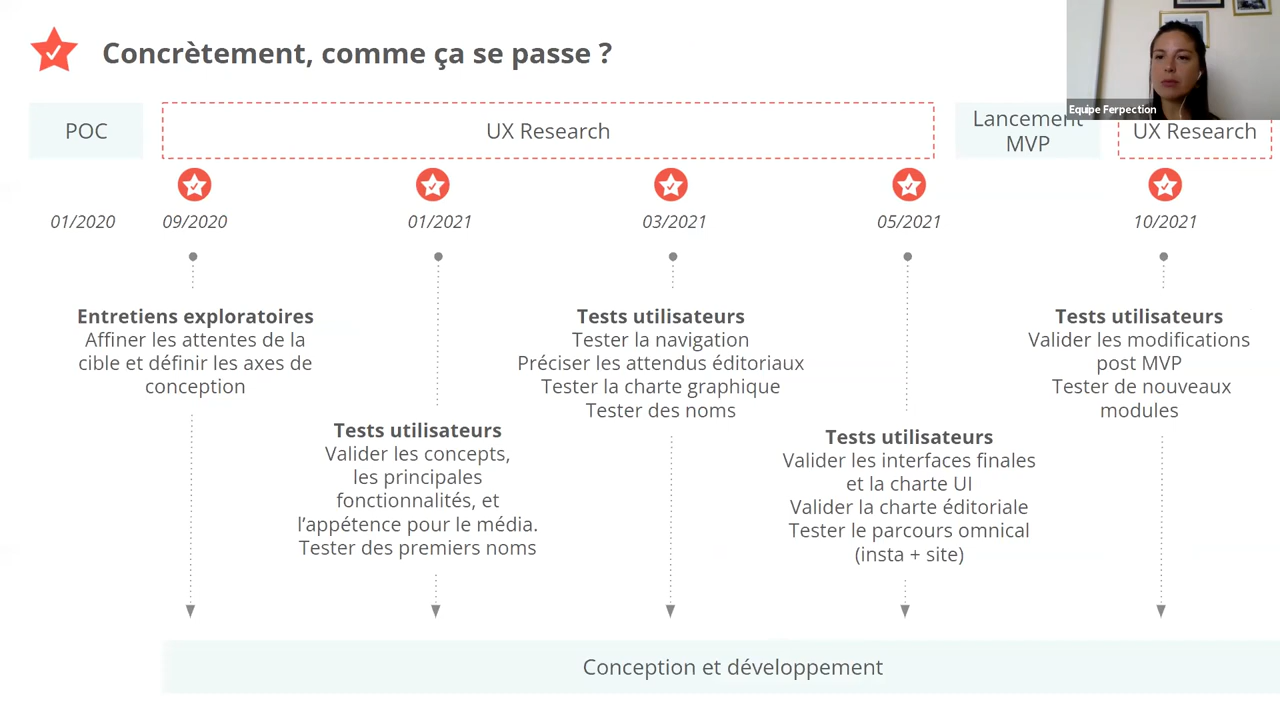 Concrètement, comme ça se passe ?
Equipe Ferpection
POC
UX Research
Lancement
MVP
UX Research
01/2020
09/2020
01/2021
03/2021
05/2021
10/2021
Entretiens exploratoires
Affiner les attentes de la
cible et définir les axes de
conception
Tests utilisateurs
Valider les concepts,
les principales
fonctionnalités, et
l’appétence pour le média.
Tester des premiers noms
Tests utilisateurs
Tester la navigation
Préciser les attendus éditoriaux
Tester la charte graphique
Tester des noms
Tests utilisateurs
Valider les interfaces finales
et la charte UI
Valider la charte éditoriale
Tester le parcours omnical
(insta + site)
Tests utilisateurs
Valider les modifications
post MVP
Tester de nouveaux
modules
Conception et développement